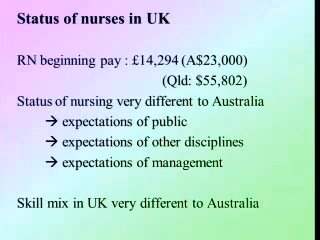 Status of nurses in UK
RN beginning pay : £14,294 (A$23,000)
(Qld: $55,802)
Status of nursing very different to Australia
→ expectations of public
→ expectations of other disciplines
→ expectations of management
Skill mix in UK very different to Australia